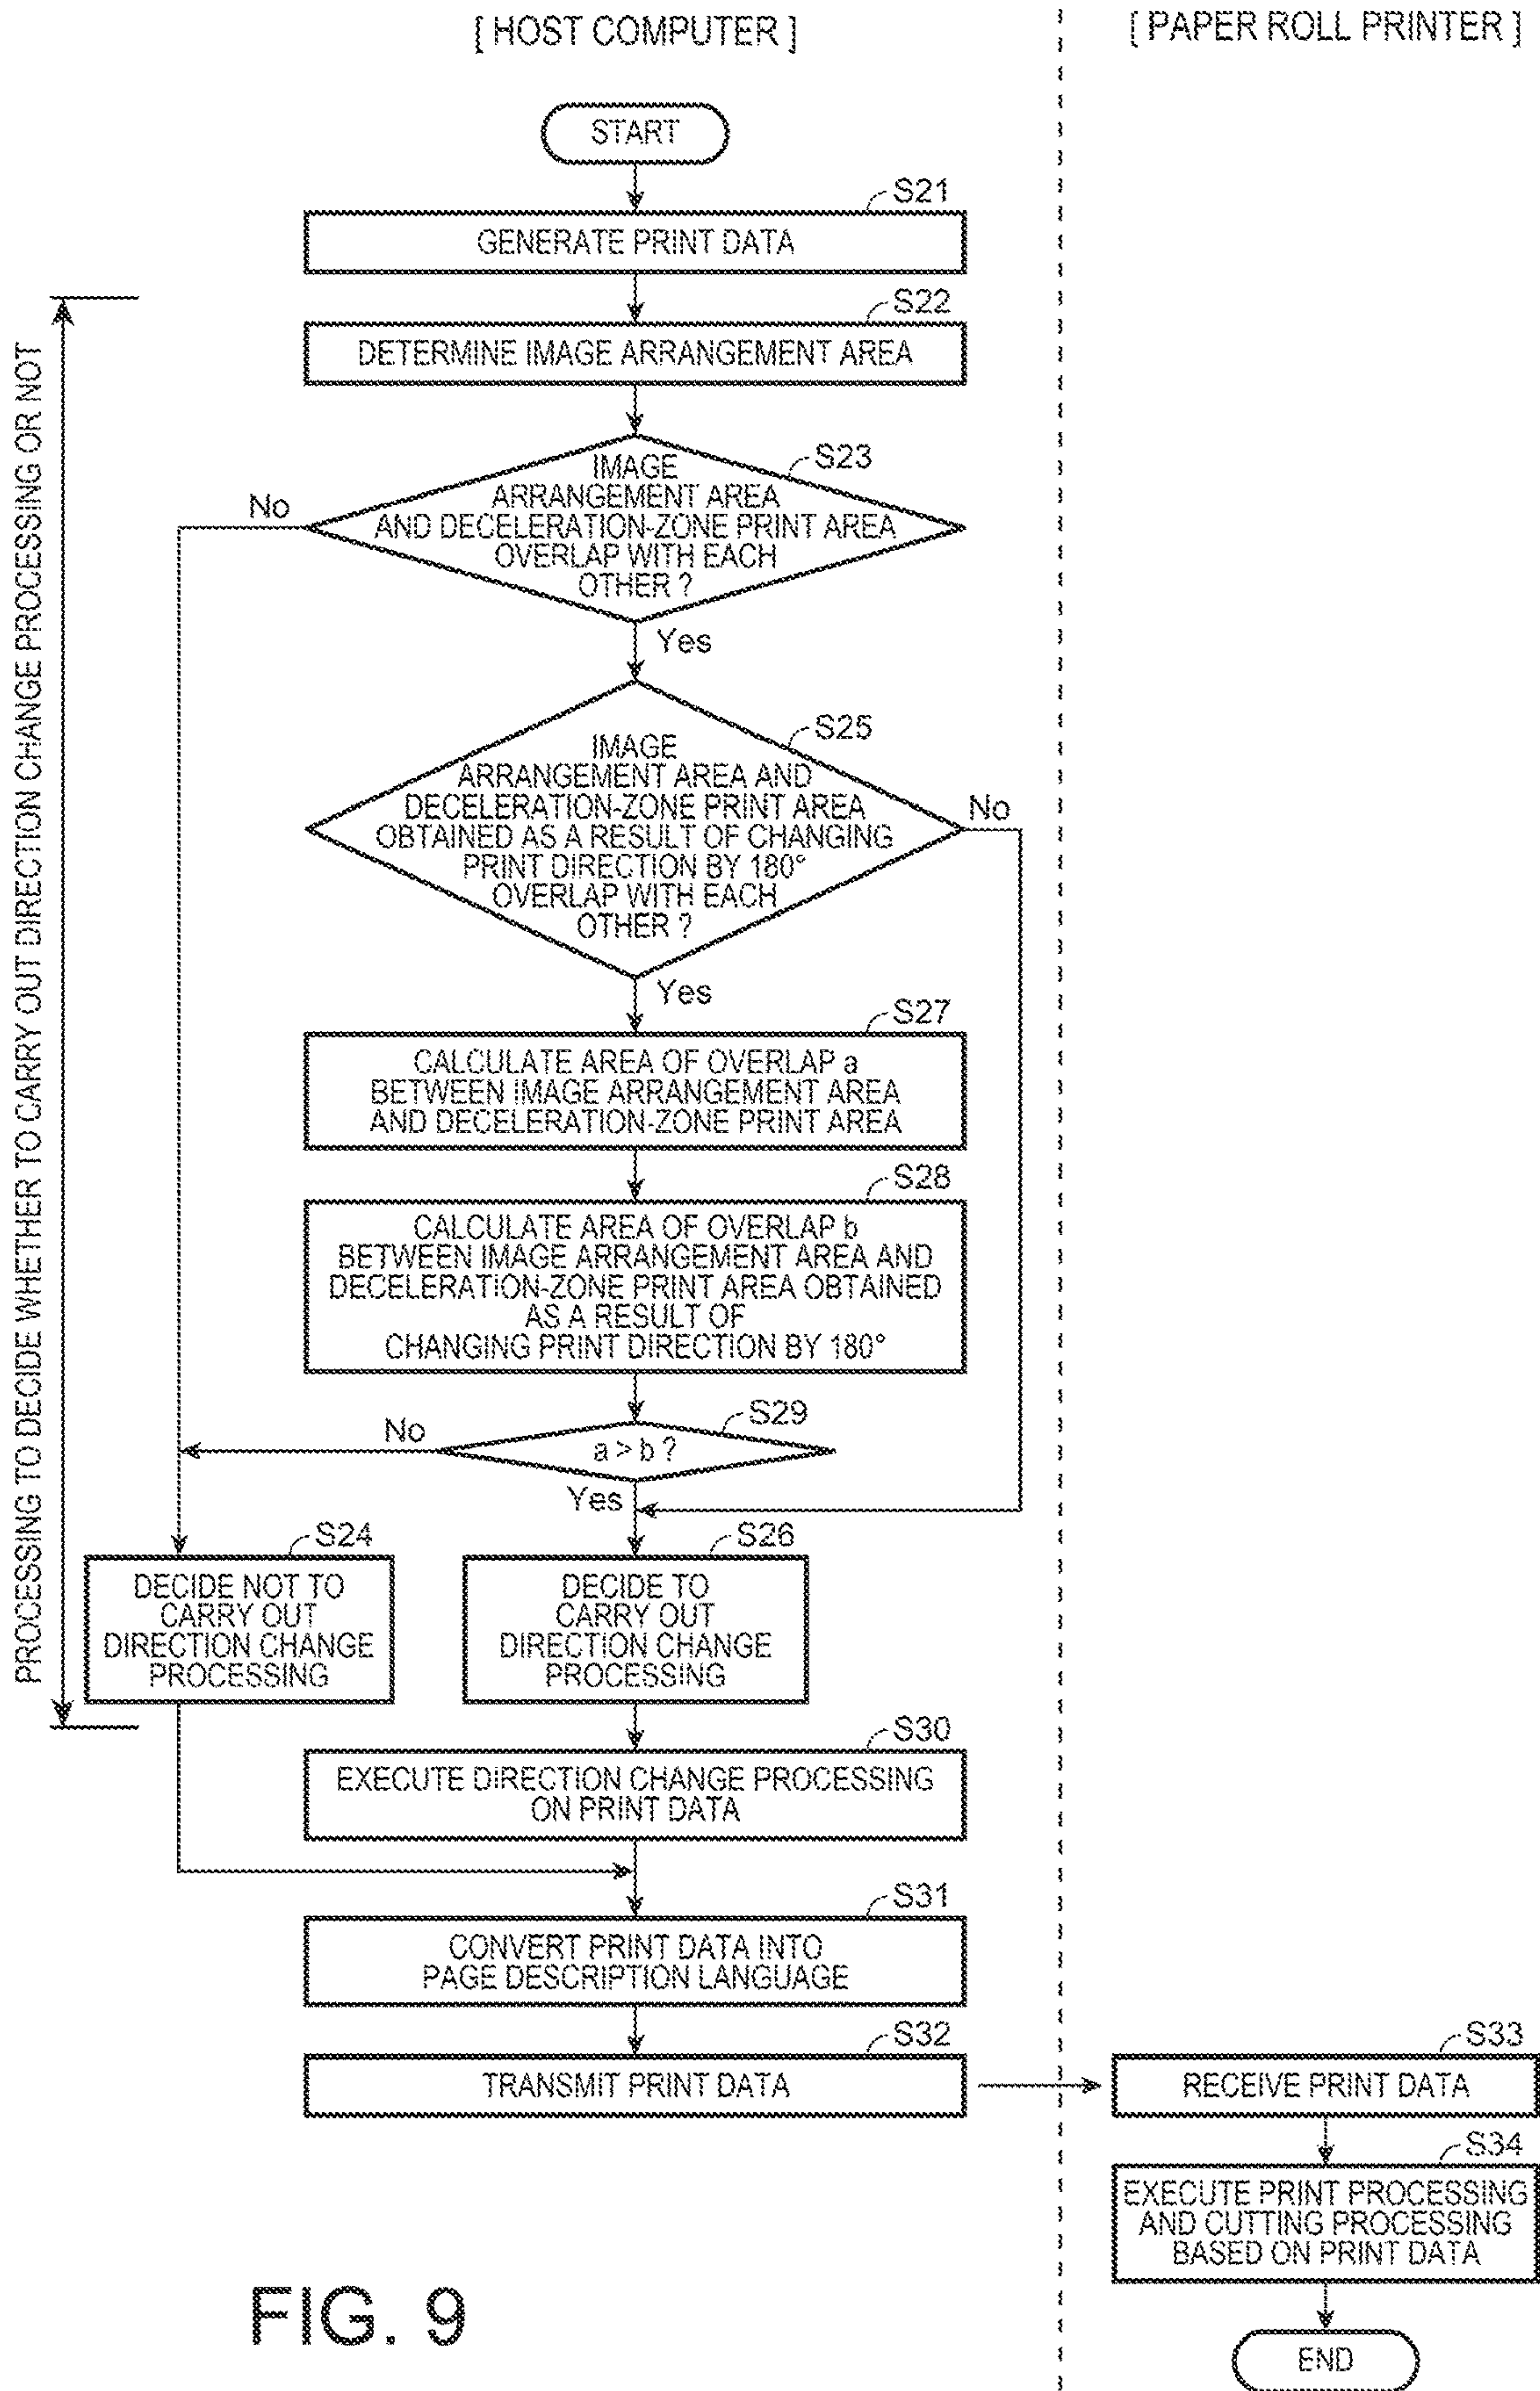 [ HOST COMPUTER ]
[ PAPER ROLL PRINTER ]
START
S21
GENERATE PRINT DATA
S22
DETERMINE IMAGE ARRANGEMENT AREA
PROCESSING TO DECIDE WHETHER TO CARRY OUT DIRECTION CHANGE PROCESSING OR NOT
S23
IMAGE
ARRANGEMENT AREA
AND DECELERATION-ZONE PRINT AREA
OVERLAP WITH EACH
OTHER ?
No
Yes
S25
IMAGE
ARRANGEMENT AREA AND
DECELERATION-ZONE PRINT AREA
OBTAINED AS A RESULT OF CHANGING
PRINT DIRECTION BY 180°
OVERLAP WITH EACH
OTHER ?
No
Yes
S27
CALCULATE AREA OF OVERLAP a
BETWEEN IMAGE ARRANGEMENT AREA
AND DECELERATION-ZONE PRINT AREA
S28
CALCULATE AREA OF OVERLAP b
BETWEEN IMAGE ARRANGEMENT AREA AND
DECELERATION-ZONE PRINT AREA OBTAINED
AS A RESULT OF
CHANGING PRINT DIRECTION BY 180°
S29
a > b ?
No
Yes
S24
DECIDE NOT TO
CARRY OUT
DIRECTION CHANGE
PROCESSING
S26
DECIDE TO
CARRY OUT
DIRECTION CHANGE
PROCESSING
S30
EXECUTE DIRECTION CHANGE PROCESSING
ON PRINT DATA
S31
CONVERT PRINT DATA INTO
PAGE DESCRIPTION LANGUAGE
S32
TRANSMIT PRINT DATA
S33
RECEIVE PRINT DATA
S34
EXECUTE PRINT PROCESSING
AND CUTTING PROCESSING
BASED ON PRINT DATA
END
FIG. 9